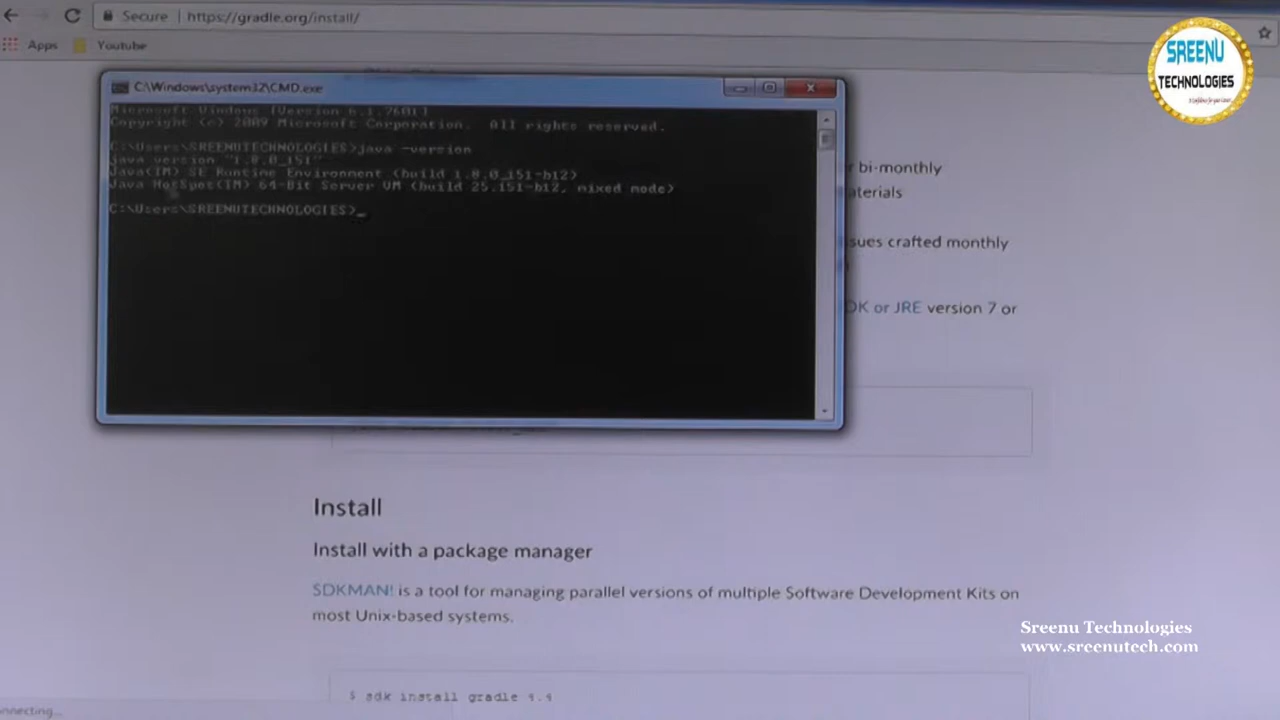 Secure | https://gradle.org/install/
Apps Youtube
SREENU
TECHNOLOGIES
C:\Windows\system32\CMD.exe
Microsoft Windows [Version 6.1.7601]
Copyright (c) 2009 Microsoft Corporation. All rights reserved.
C:\Users\SREENUTECHNOLOGIES>java -version
java version "1.8.0_151"
Java(TM) SE Runtime Environment (build 1.8.0_151-b12)
Java HotSpot(TM) 64-Bit Server VM (build 25.151-b12, mixed mode)
C:\Users\SREENUTECHNOLOGIES>_
r bi-monthly
aterials
sues crafted monthly
DK or JRE version 7 or
Install
Install with a package manager
SDKMAN! is a tool for managing parallel versions of multiple Software Development Kits on
most Unix-based systems.
Sreenu Technologies
www.sreenutech.com
$ sdk install gradle 4.4
nnecting...